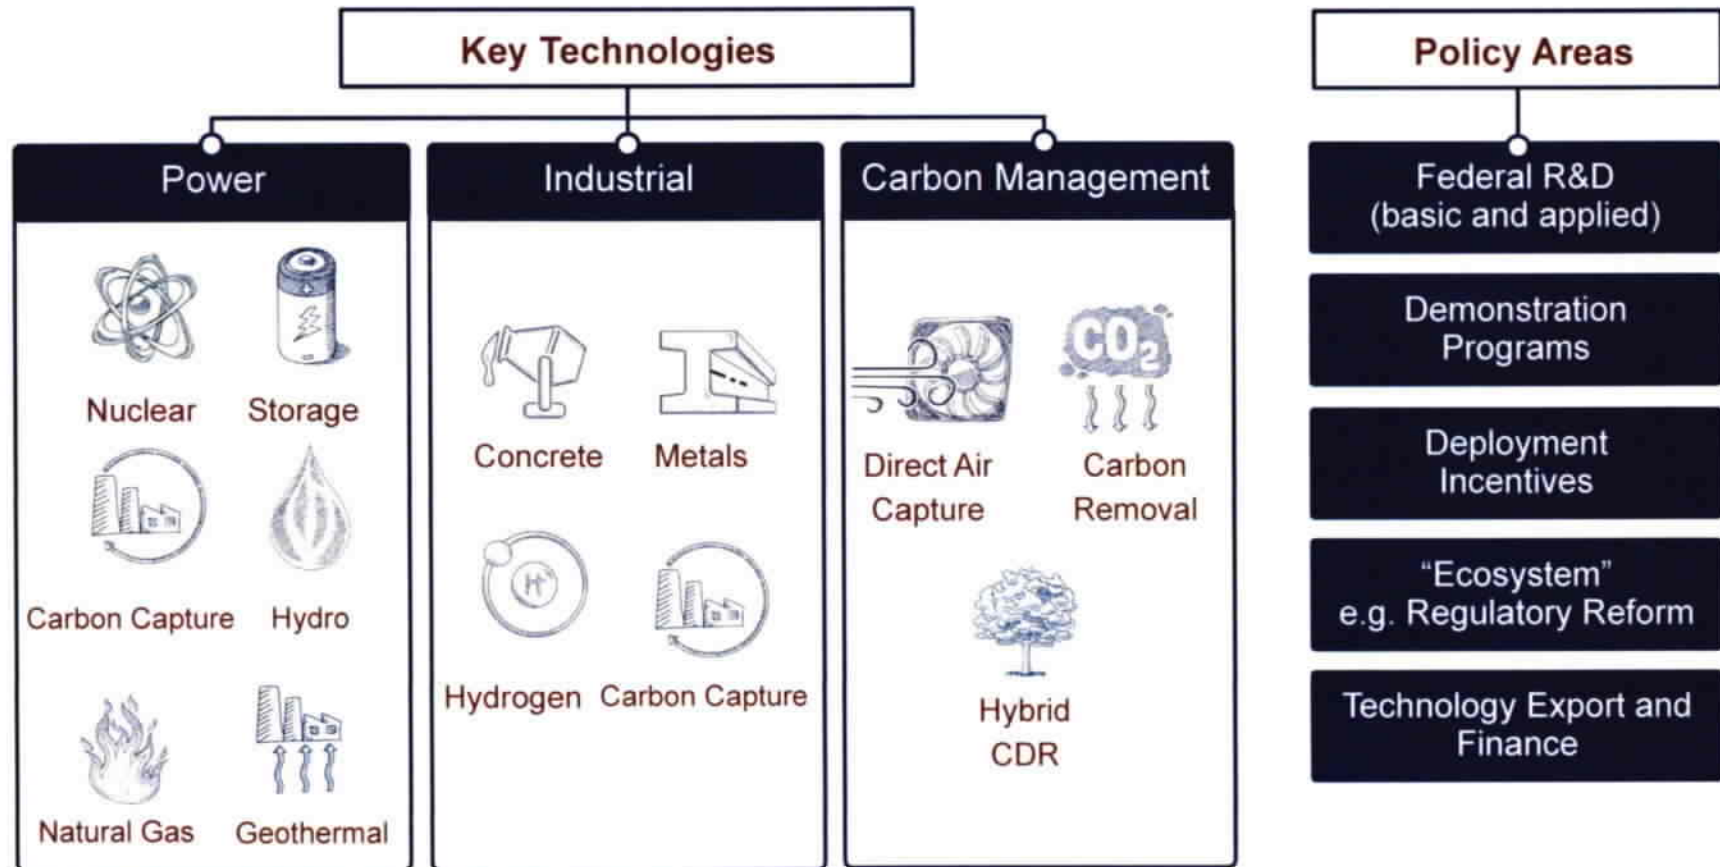 Key Technologies
Power
Nuclear
Storage
Carbon Capture
Hydro
Natural Gas
Geothermal
Industrial
Concrete
Metals
Hydrogen
Carbon Capture
Carbon Management
Direct Air
Capture
CO2
Carbon
Removal
Hybrid
CDR
Policy Areas
Federal R&D
(basic and applied)
Demonstration
Programs
Deployment
Incentives
“Ecosystem”
e.g. Regulatory Reform
Technology Export and
Finance